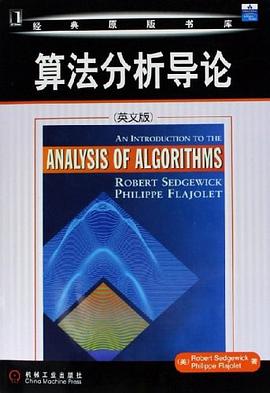 经典原版书库
算法分析导论
(英文版)
AN INTRODUCTION TO THE
ANALYSIS OF ALGORITHMS
ROBERT SEDGEWICK
PHILIPPE FLAJOLET
(美) Robert Sedgewick
Philippe Flajolet 著
机械工业出版社
China Machine Press